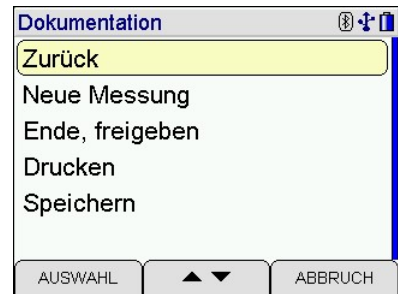 Dokumentation
Zurück
Neue Messung
Ende, freigeben
Drucken
Speichern
AUSWAHL ▲ ▼ ABBRUCH